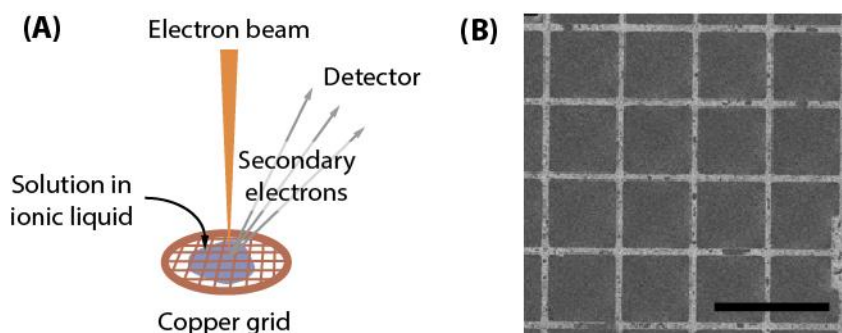 (A)
Electron beam
Detector
Secondary
electrons
Solution in
ionic liquid
Copper grid
(B)